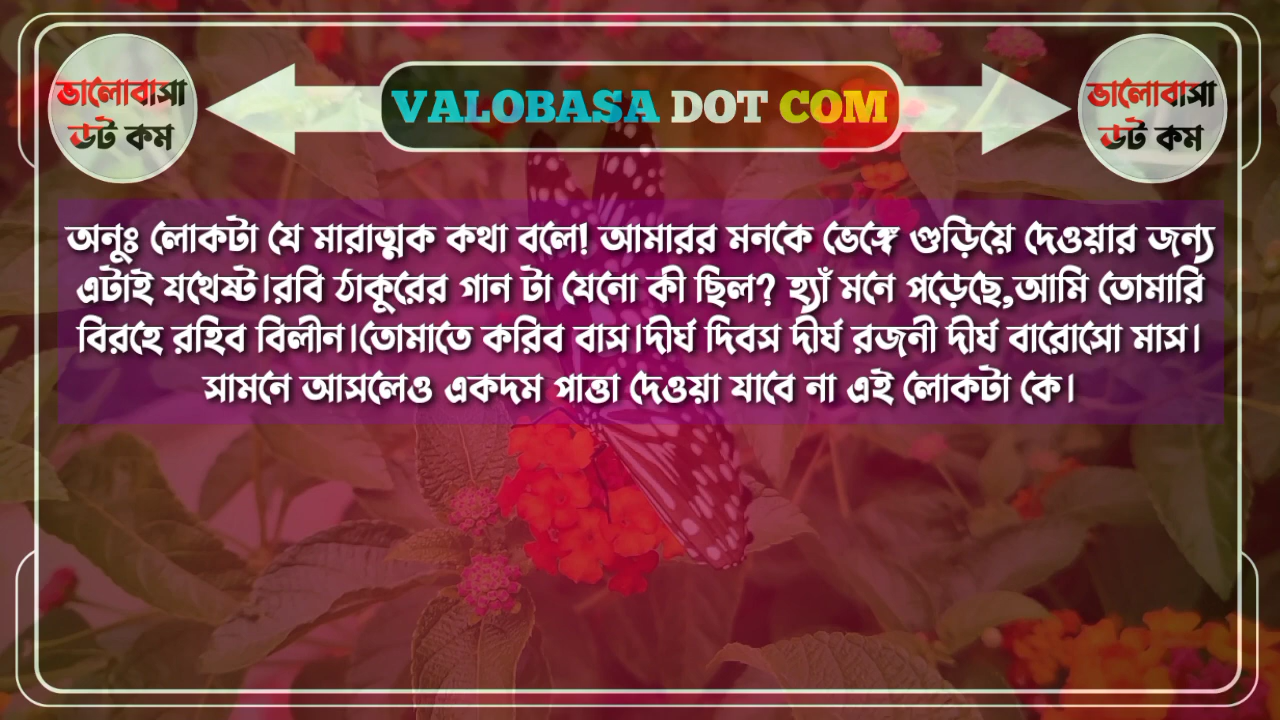 ভালোবাসা
ডট কম
VALOBASA DOT COM
ভালোবাসা
ডট কম
অনুঃ লোকটা যে মারাত্মক কথা বলে! আমারর মনকে ভেঙ্গে গুড়িয়ে দেওয়ার জন্য
এটাই যথেষ্ট।রবি ঠাকুরের গান টা যেনো কী ছিল? হ্যাঁ মনে পড়েছে,আমি তোমারি
বিরহে রহিব বিলীন।তোমাতে করিব বাস।দীর্ঘ দিবস দীর্ঘ রজনী দীর্ঘ বারোসো মাস।
সামনে আসলেও একদম পাত্তা দেওয়া যাবে না এই লোকটা কে।